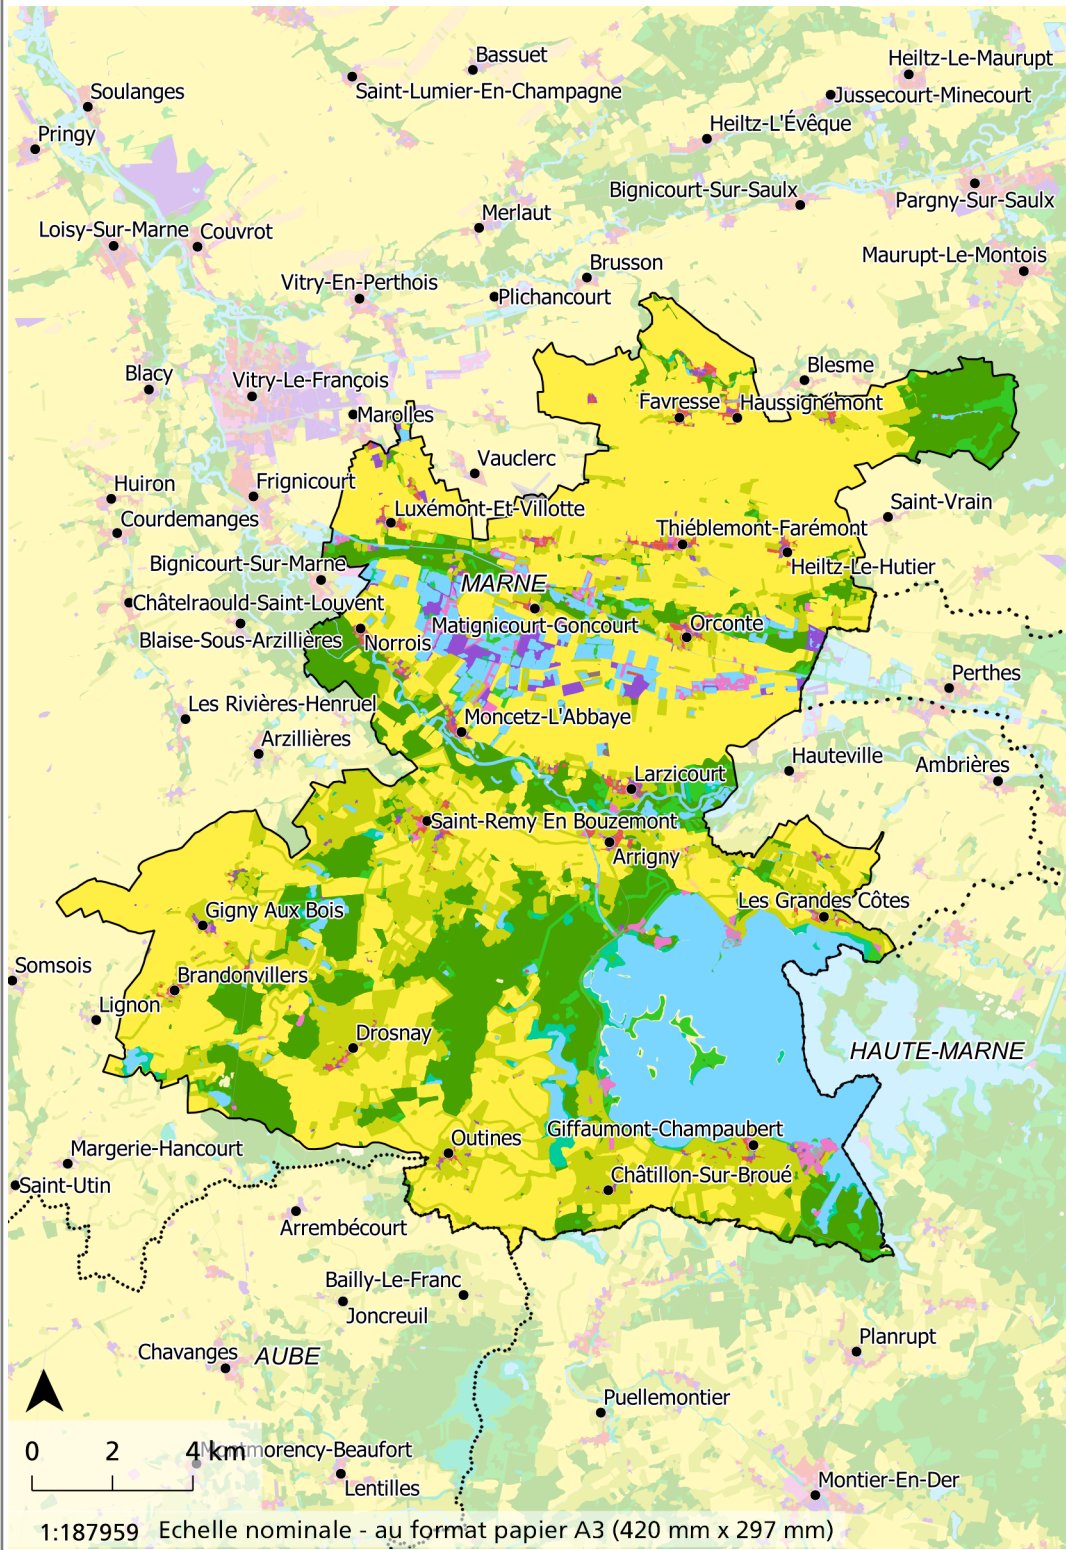 Bassuet
Heiltz-Le-Maurupt
Saint-Lumier-En-Champagne
Soulanges
Jussecourt-Minecourt
Pringy
Heiltz-L'Évêque
Bignicourt-Sur-Saulx
Pargny-Sur-Saulx
Merlaut
Loisy-Sur-Marne
Couvrot
Maurupt-Le-Montois
Brusson
Vitry-En-Perthois
Plichancourt
Blesme
Blacy
Vitry-Le-François
Favresse
Haussignémont
Marolles
Vauclerc
Huiron
Frignicourt
Saint-Vrain
Luxémont-Et-Villotte
Courdemanges
Thiéblemont-Farémont
Bignicourt-Sur-Marne
Heiltz-Le-Hutier
MARNE
Châtelraould-Saint-Louvent
Matignicourt-Goncourt
Orconte
Blaise-Sous-Arzillières
Norrois
Perthes
Les Rivières-Henruel
Moncetz-L'Abbaye
Arzillières
Hauteville
Ambrières
Larzicourt
Saint-Remy En Bouzemont
Arrigny
Les Grandes Côtes
Gigny Aux Bois
Somsois
Brandonvillers
Lignon
Drosnay
HAUTE-MARNE
Giffaumont-Champaubert
Outines
Margerie-Hancourt
Châtillon-Sur-Broué
Saint-Utin
Arrembécourt
Bailly-Le-Franc
Joncreuil
Planrupt
Chavanges
AUBE
Puellemontier
0 2 4 km
Montmorency-Beaufort
Montier-En-Der
Lentilles
1:187959 Echelle nominale - au format papier A3 (420 mm x 297 mm)